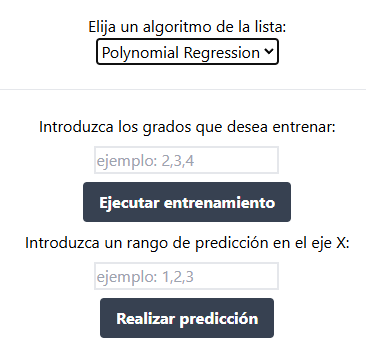 Elija un algoritmo de la lista:
Polynomial Regression
Introduzca los grados que desea entrenar:
ejemplo: 2,3,4
Ejecutar entrenamiento
Introduzca un rango de predicción en el eje X:
ejemplo: 1,2,3
Realizar predicción